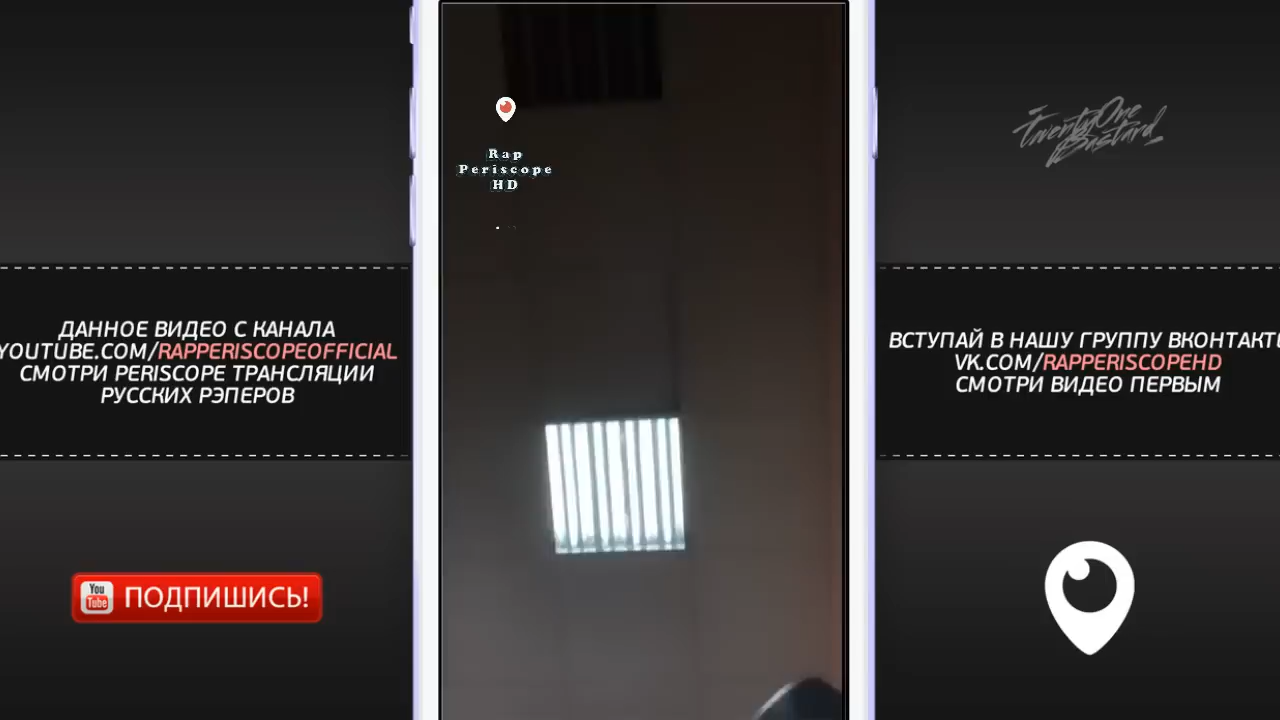 Rap
Periscope
HD
TwentyOne
Bastard
ДАННОЕ ВИДЕО С КАНАЛА
YOUTUBE.COM/RAPPERISCOPEOFFICIAL
СМОТРИ PERISCOPE ТРАНСЛЯЦИИ
РУССКИХ РЭПЕРОВ
ВСТУПАЙ В НАШУ ГРУППУ ВКОНТАКТЕ
VK.COM/RAPPERISCOPEHD
СМОТРИ ВИДЕО ПЕРВЫМ
You
Tube
ПОДПИШИСЬ!